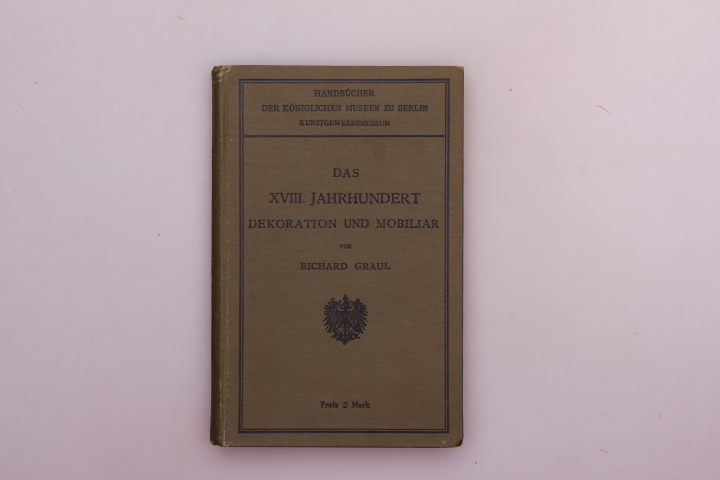 HANDBÜCHER
DER KÖNIGLICHEN MUSEEN ZU BERLIN
KUNSTGEWERBEMUSEUM
DAS
XVIII. JAHRHUNDERT
DEKORATION UND MOBILIAR
VON
RICHARD GRAUL
Preis 2 Mark